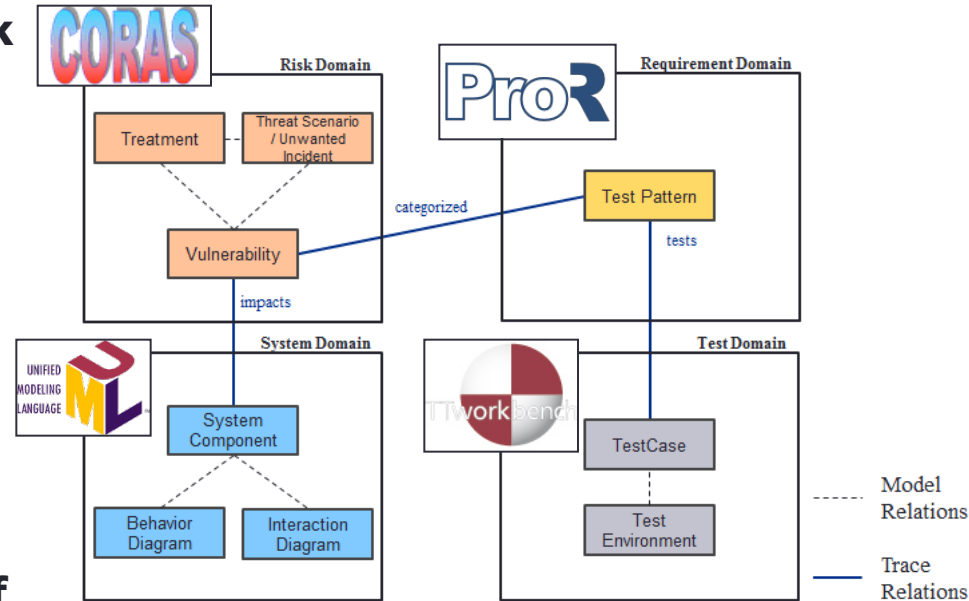 k
CORAS
Risk Domain
Treatment
Threat Scenario
/ Unwanted
Incident
Vulnerability
impacts
categorized
ProR
Requirement Domain
Test Pattern
tests
UNIFIED
MODELING
LANGUAGE
UML
System Domain
System
Component
Behavior
Diagram
Interaction
Diagram
TTworkbench
Test Domain
TestCase
Test
Environment
Model
Relations
Trace
Relations
f